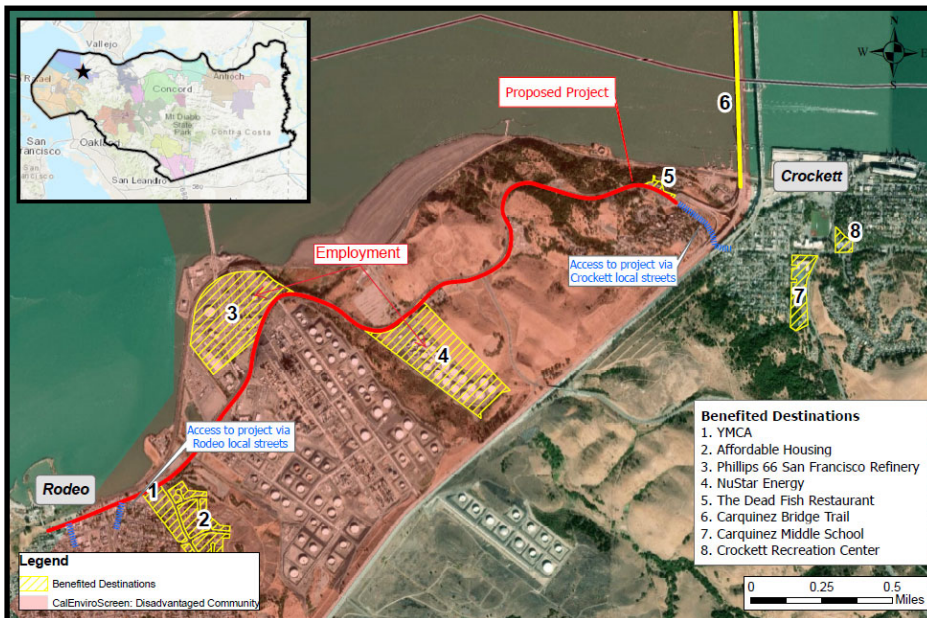 Vallejo
Rafael
Antioch
Concord
Mt Diablo
State
Park
Contra Costa
Oakland
San
Francisco
San Leandro
N
W
E
S
Proposed Project
6
5
Crockett
8
Employment
Access to project via
Crockett local streets
7
3
4
Access to project via
Rodeo local streets
Rodeo
1
2
Legend
Benefited Destinations
CalEnviroScreen: Disadvantaged Community
Benefited Destinations
1. YMCA
2. Affordable Housing
3. Phillips 66 San Francisco Refinery
4. NuStar Energy
5. The Dead Fish Restaurant
6. Carquinez Bridge Trail
7. Carquinez Middle School
8. Crockett Recreation Center
0 0.25 0.5
Miles